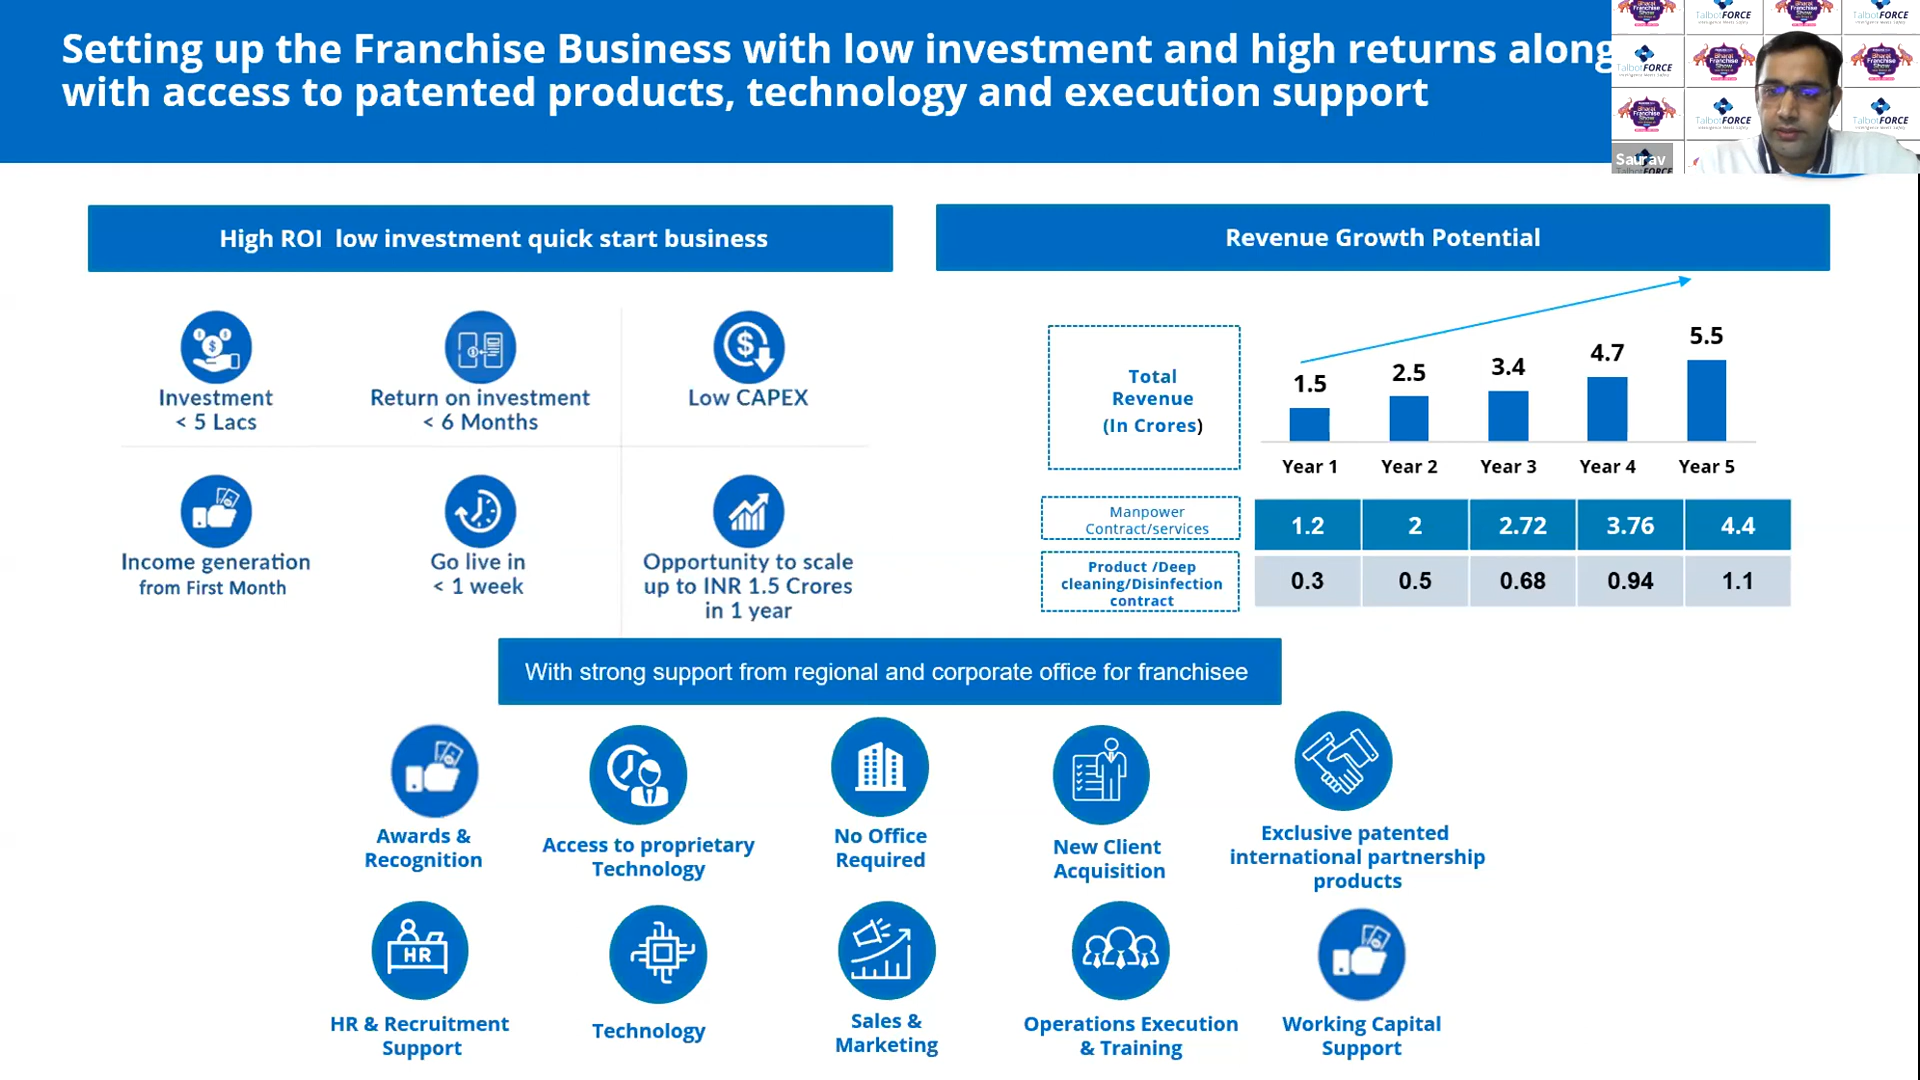 Setting up the Franchise Business with low investment and high returns along
with access to patented products, technology and execution support
TalbotFORCE
TalbotFORCE
Bharat Franchise Show
TalbotFORCE
TalbotFORCE
Saurav
High ROI low investment quick start business
Investment
< 5 Lacs
Return on investment
< 6 Months
Low CAPEX
Income generation
from First Month
Go live in
< 1 week
Opportunity to scale
up to INR 1.5 Crores
in 1 year
Revenue Growth Potential
Total
Revenue
(In Crores)
1.5
2.5
3.4
4.7
5.5
Year 1
Year 2
Year 3
Year 4
Year 5
Manpower
Contract/services
1.2
2
2.72
3.76
4.4
Product /Deep
cleaning/Disinfection
contract
0.3
0.5
0.68
0.94
1.1
With strong support from regional and corporate office for franchisee
Awards &
Recognition
Access to proprietary
Technology
No Office
Required
New Client
Acquisition
Exclusive patented
international partnership
products
HR
HR & Recruitment
Support
Technology
Sales &
Marketing
Operations Execution
& Training
Working Capital
Support